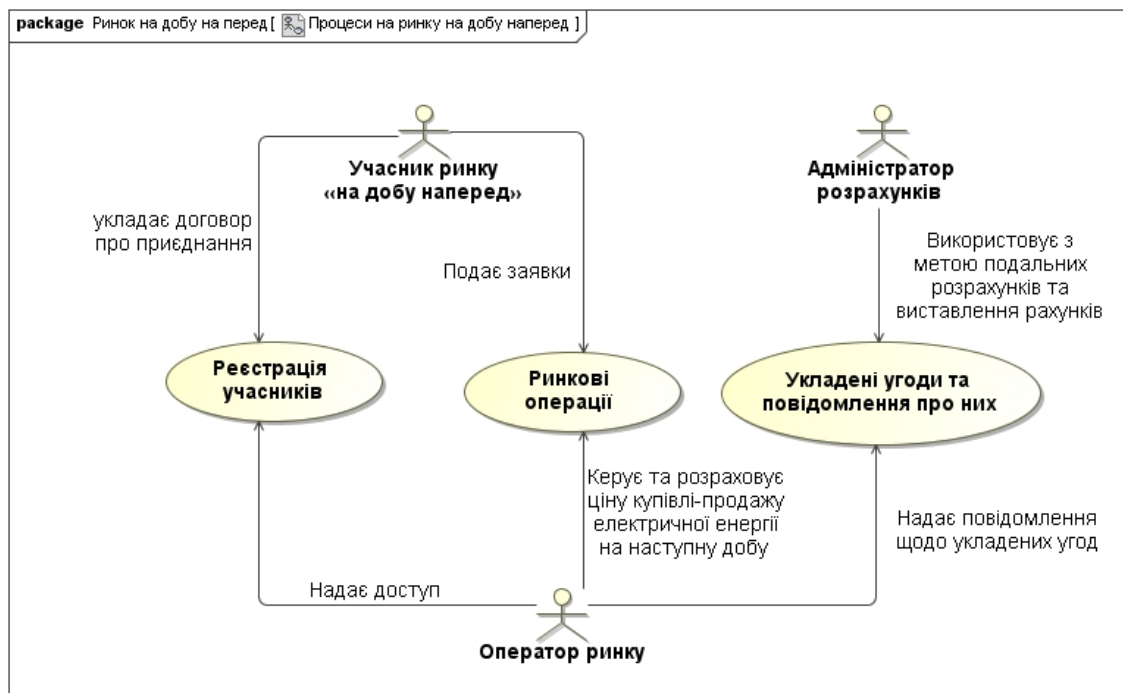 package Ринок на добу на перед [ Процеси на ринку на добу наперед ]
Учасник ринку
«на добу наперед»
Адміністратор
розрахунків
укладає договор
про приєднання
Подає заявки
Використовує з
метою подальних
розрахунків та
виставлення рахунків
Реєстрація
учасників
Ринкові
операції
Укладені угоди та
повідомлення про них
Керує та розраховує
ціну купівлі-продажу
електричної енергії
на наступну добу
Надає повідомлення
щодо укладених угод
Надає доступ
Оператор ринку